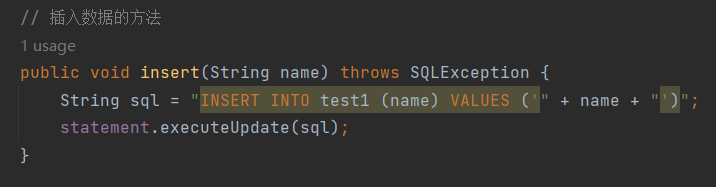 // 插入数据的方法
1 usage
public void insert(String name) throws SQLException {
String sql = "INSERT INTO test1 (name) VALUES ('" + name + "')";
statement.executeUpdate(sql);
}